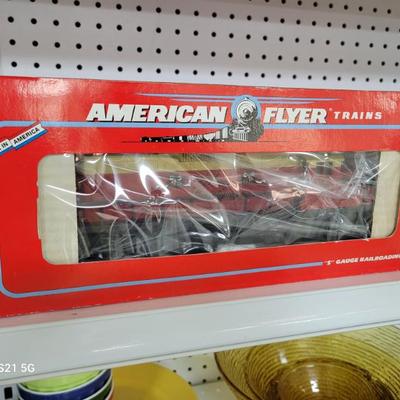 AMERICAN FLYER TRAINS
IN AMERICA
"S" GAUGE RAILROADING
S21 5G